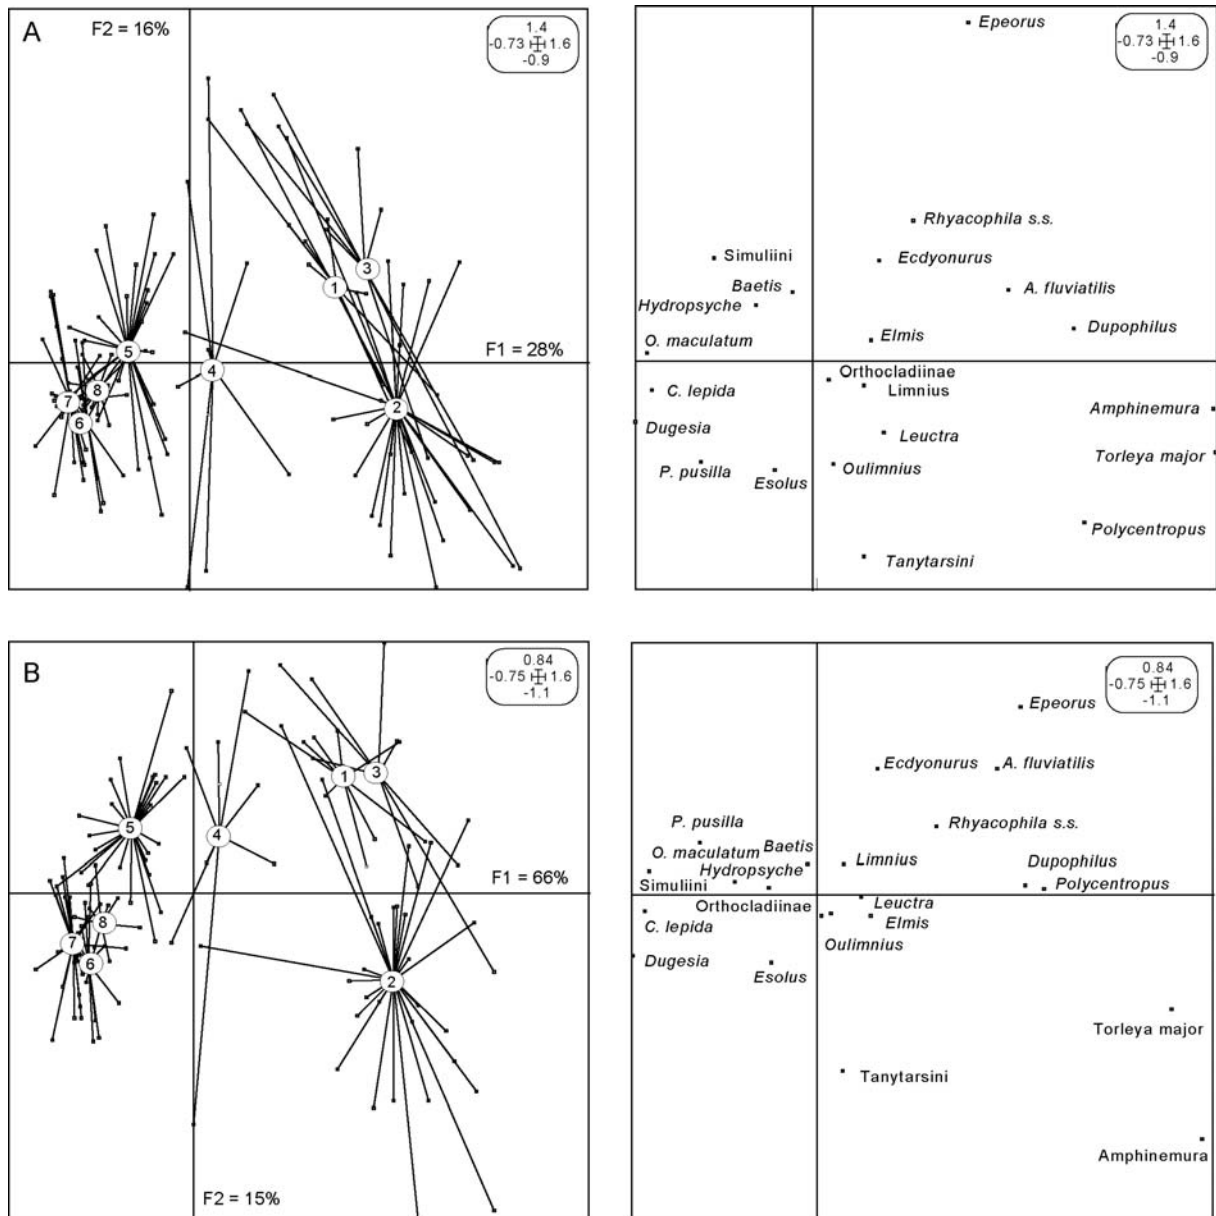 A
F2 = 16%
1.4
-0.73 1.6
-0.9
3
1
F1 = 28%
5
4
8
7
2
6
Epeorus
1.4
-0.73 1.6
-0.9
Rhyacophila s.s.
Simuliini
Ecdyonurus
Baetis
A. fluviatilis
Hydropsyche
Dupophilus
O. maculatum
Elmis
Orthocladiinae
C. lepida
Limnius
Amphinemura
Dugesia
Leuctra
Torleya major
P. pusilla
Oulimnius
Esolus
Polycentropus
Tanytarsini
B
0.84
-0.75 1.6
-1.1
1
3
5
4
F1 = 66%
8
7
6
2
F2 = 15%
0.84
-0.75 1.6
-1.1
Epeorus
Ecdyonurus
A. fluviatilis
P. pusilla
Rhyacophila s.s.
Baetis
O. maculatum
Limnius
Dupophilus
Hydropsyche
Simuliini
Polycentropus
Orthocladiinae
Leuctra
C. lepida
Elmis
Oulimnius
Dugesia
Esolus
Torleya major
Tanytarsini
Amphinemura